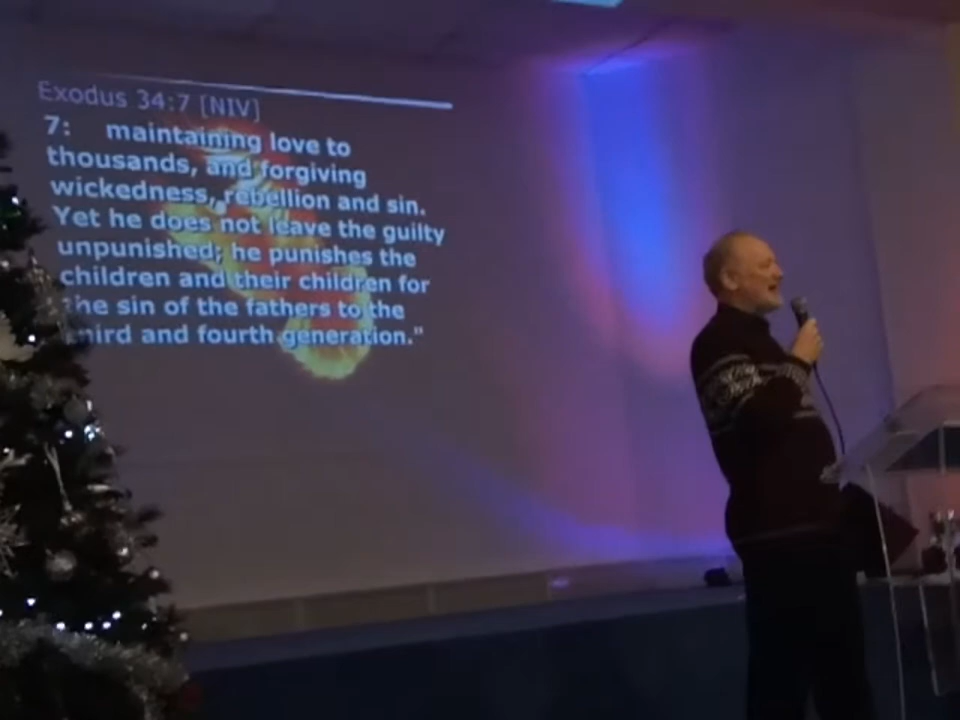 Exodus 34:7 [NIV]
7: maintaining love to
thousands, and forgiving
wickedness, rebellion and sin.
Yet he does not leave the guilty
unpunished; he punishes the
children and their children for
the sin of the fathers to the
third and fourth generation."